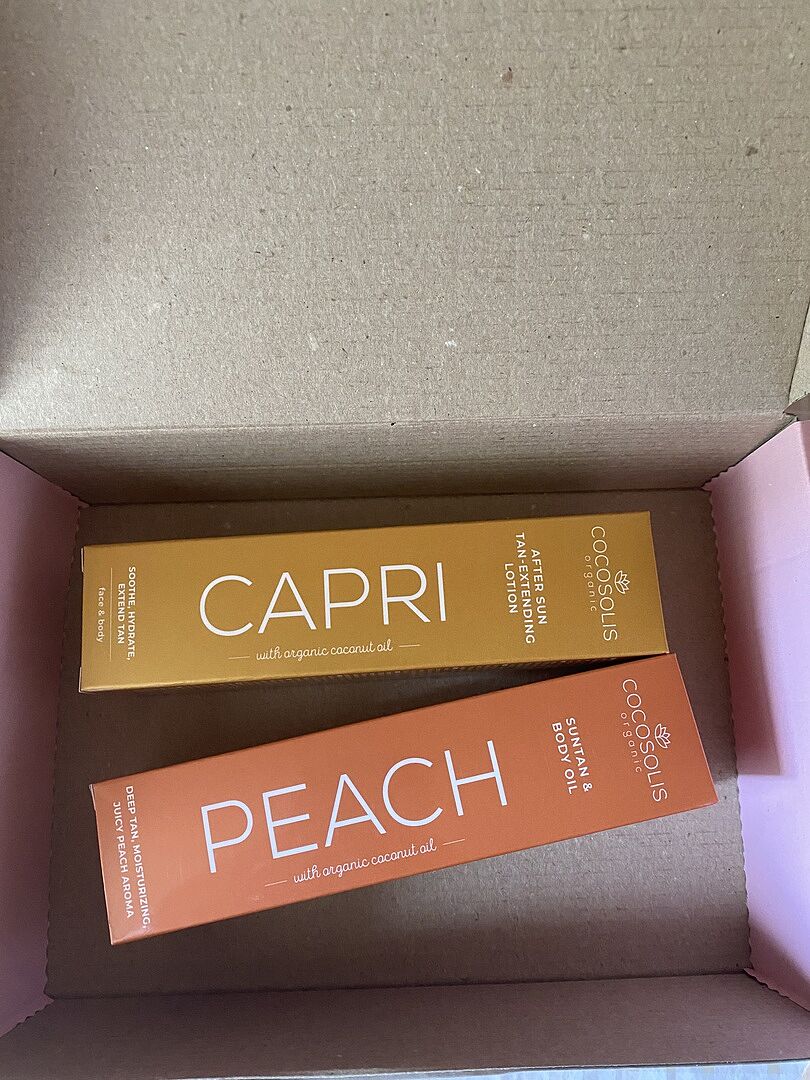 SOOTHE, HYDRATE,
EXTEND TAN
face & body
CAPRI
with organic coconut oil
AFTER SUN
TAN-EXTENDING
LOTION
COCOSOLIS
organic
DEEP TAN, MOISTURIZING,
JUICY PEACH AROMA
PEACH
with organic coconut oil
SUNTAN &
BODY OIL
COCOSOLIS
organic